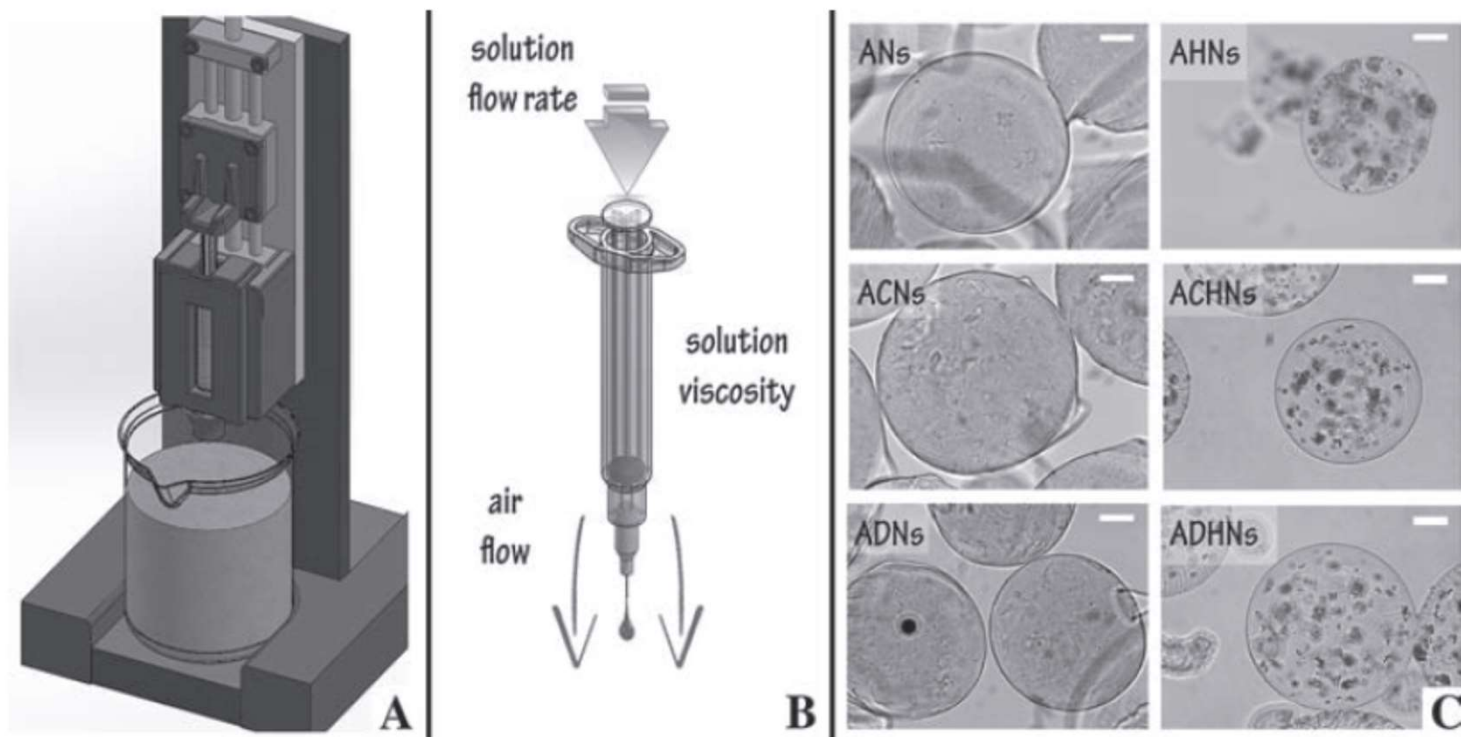 A
solution
flow rate
solution
viscosity
air
flow
B
ANs
AHNs
ACNs
ACHNs
ADNs
ADHNs
C